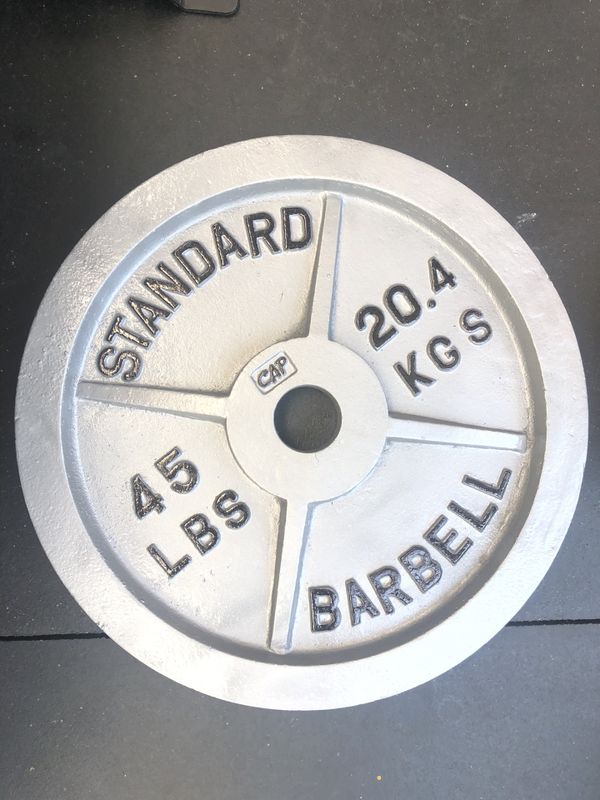 STANDARD
20.4
KGS
CAP
45
LBS
BARBELL